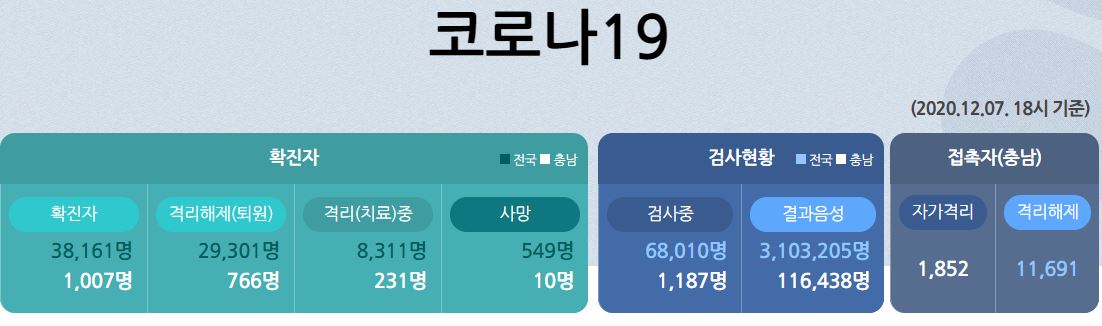 코로나19
(2020.12.07. 18시 기준)
확진자 전국 충남
확진자 격리해제(퇴원) 격리(치료)중 사망
38,161명 29,301명 8,311명 549명
1,007명 766명 231명 10명
검사현황 전국 충남
검사중 결과음성
68,010명 3,103,205명
1,187명 116,438명
접촉자(충남)
자가격리 격리해제
1,852 11,691